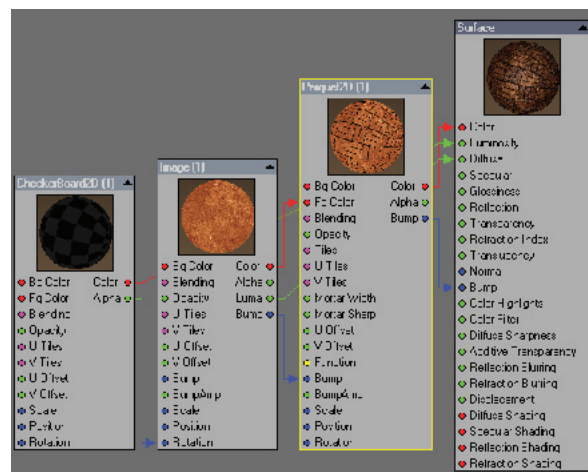 CheckerBoard2D (1)
Color
Bg Color
Alpha
Fg Color
Blending
Opacity
U Tiles
V Tiles
U Offset
V Offset
Scale
Position
Rotation
Image (1)
Bg Color
Color
Blending
Alpha
Opacity
Luma
U Tiles
Bump
V Tiles
U Offset
V Offset
Bump
BumpAmp
Scale
Position
Rotation
Parquet2D (1)
Bg Color
Color
Fg Color
Alpha
Blending
Bump
Opacity
Tiles
U Tiles
V Tiles
Mortar Width
Mortar Sharp
U Offset
V Offset
Function
Bump
BumpAmp
Scale
Position
Rotation
Surface
Color
Luminosity
Diffuse
Specular
Glossiness
Reflection
Transparency
Refraction Index
Translucency
Normal
Bump
Color Highlights
Color Filter
Diffuse Sharpness
Additive Transparency
Reflection Blurring
Refraction Blurring
Displacement
Diffuse Shading
Specular Shading
Reflection Shading
Refraction Shading